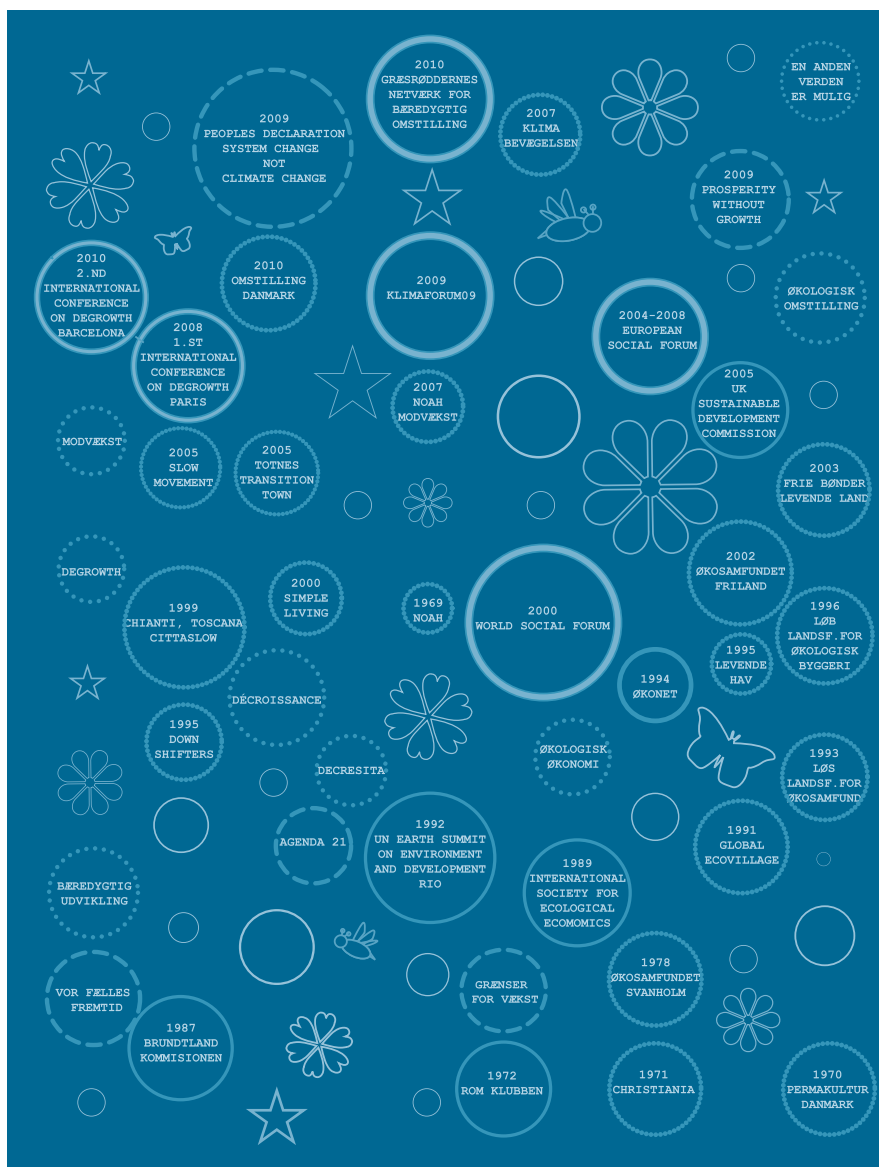 2010
GRÆSRØDDERNES
NETVÆRK FOR
BÆREDYGTIG
OMSTILLING
EN ANDEN
VERDEN
ER MULIG
2009
PEOPLES DECLARATION
SYSTEM CHANGE
NOT
CLIMATE CHANGE
2007
KLIMA
BEVÆGELSEN
2009
PROSPERITY
WITHOUT
GROWTH
2010
2.ND
INTERNATIONAL
CONFERENCE
ON DEGROWTH
BARCELONA
2010
OMSTILLING
DANMARK
2009
KLIMAFORUM09
ØKOLOGISK
OMSTILLING
2004-2008
EUROPEAN
SOCIAL FORUM
2008
1.ST
INTERNATIONAL
CONFERENCE
ON DEGROWTH
PARIS
2007
NOAH
MODVÆKST
2005
UK
SUSTAINABLE
DEVELOPMENT
COMMISSION
MODVÆKST
2005
SLOW
MOVEMENT
2005
TOTNES
TRANSITION
TOWN
2003
FRIE BØNDER
LEVENDE LAND
DEGROWTH
2002
ØKOSAMFUNDET
FRILAND
2000
SIMPLE
LIVING
1969
NOAH
1999
CHIANTI, TOSCANA
CITTASLOW
2000
WORLD SOCIAL FORUM
1996
LØB
LANDSF.FOR
ØKOLOGISK
BYGGERI
1995
LEVENDE
HAV
1994
ØKONET
DÉCROISSANCE
1995
DOWN
SHIFTERS
ØKOLOGISK
ØKONOMI
DECRESITA
1993
LØS
LANDSF.FOR
ØKOSAMFUND
AGENDA 21
1992
UN EARTH SUMMIT
ON ENVIRONMENT
AND DEVELOPMENT
RIO
1991
GLOBAL
ECOVILLAGE
1989
INTERNATIONAL
SOCIETY FOR
ECOLOGICAL
ECOMOMICS
BÆREDYGTIG
UDVIKLING
1978
ØKOSAMFUNDET
SVANHOLM
VOR FÆLLES
FREMTID
GRÆNSER
FOR VÆKST
1987
BRUNDTLAND
KOMMISIONEN
1972
ROM KLUBBEN
1971
CHRISTIANIA
1970
PERMAKULTUR
DANMARK